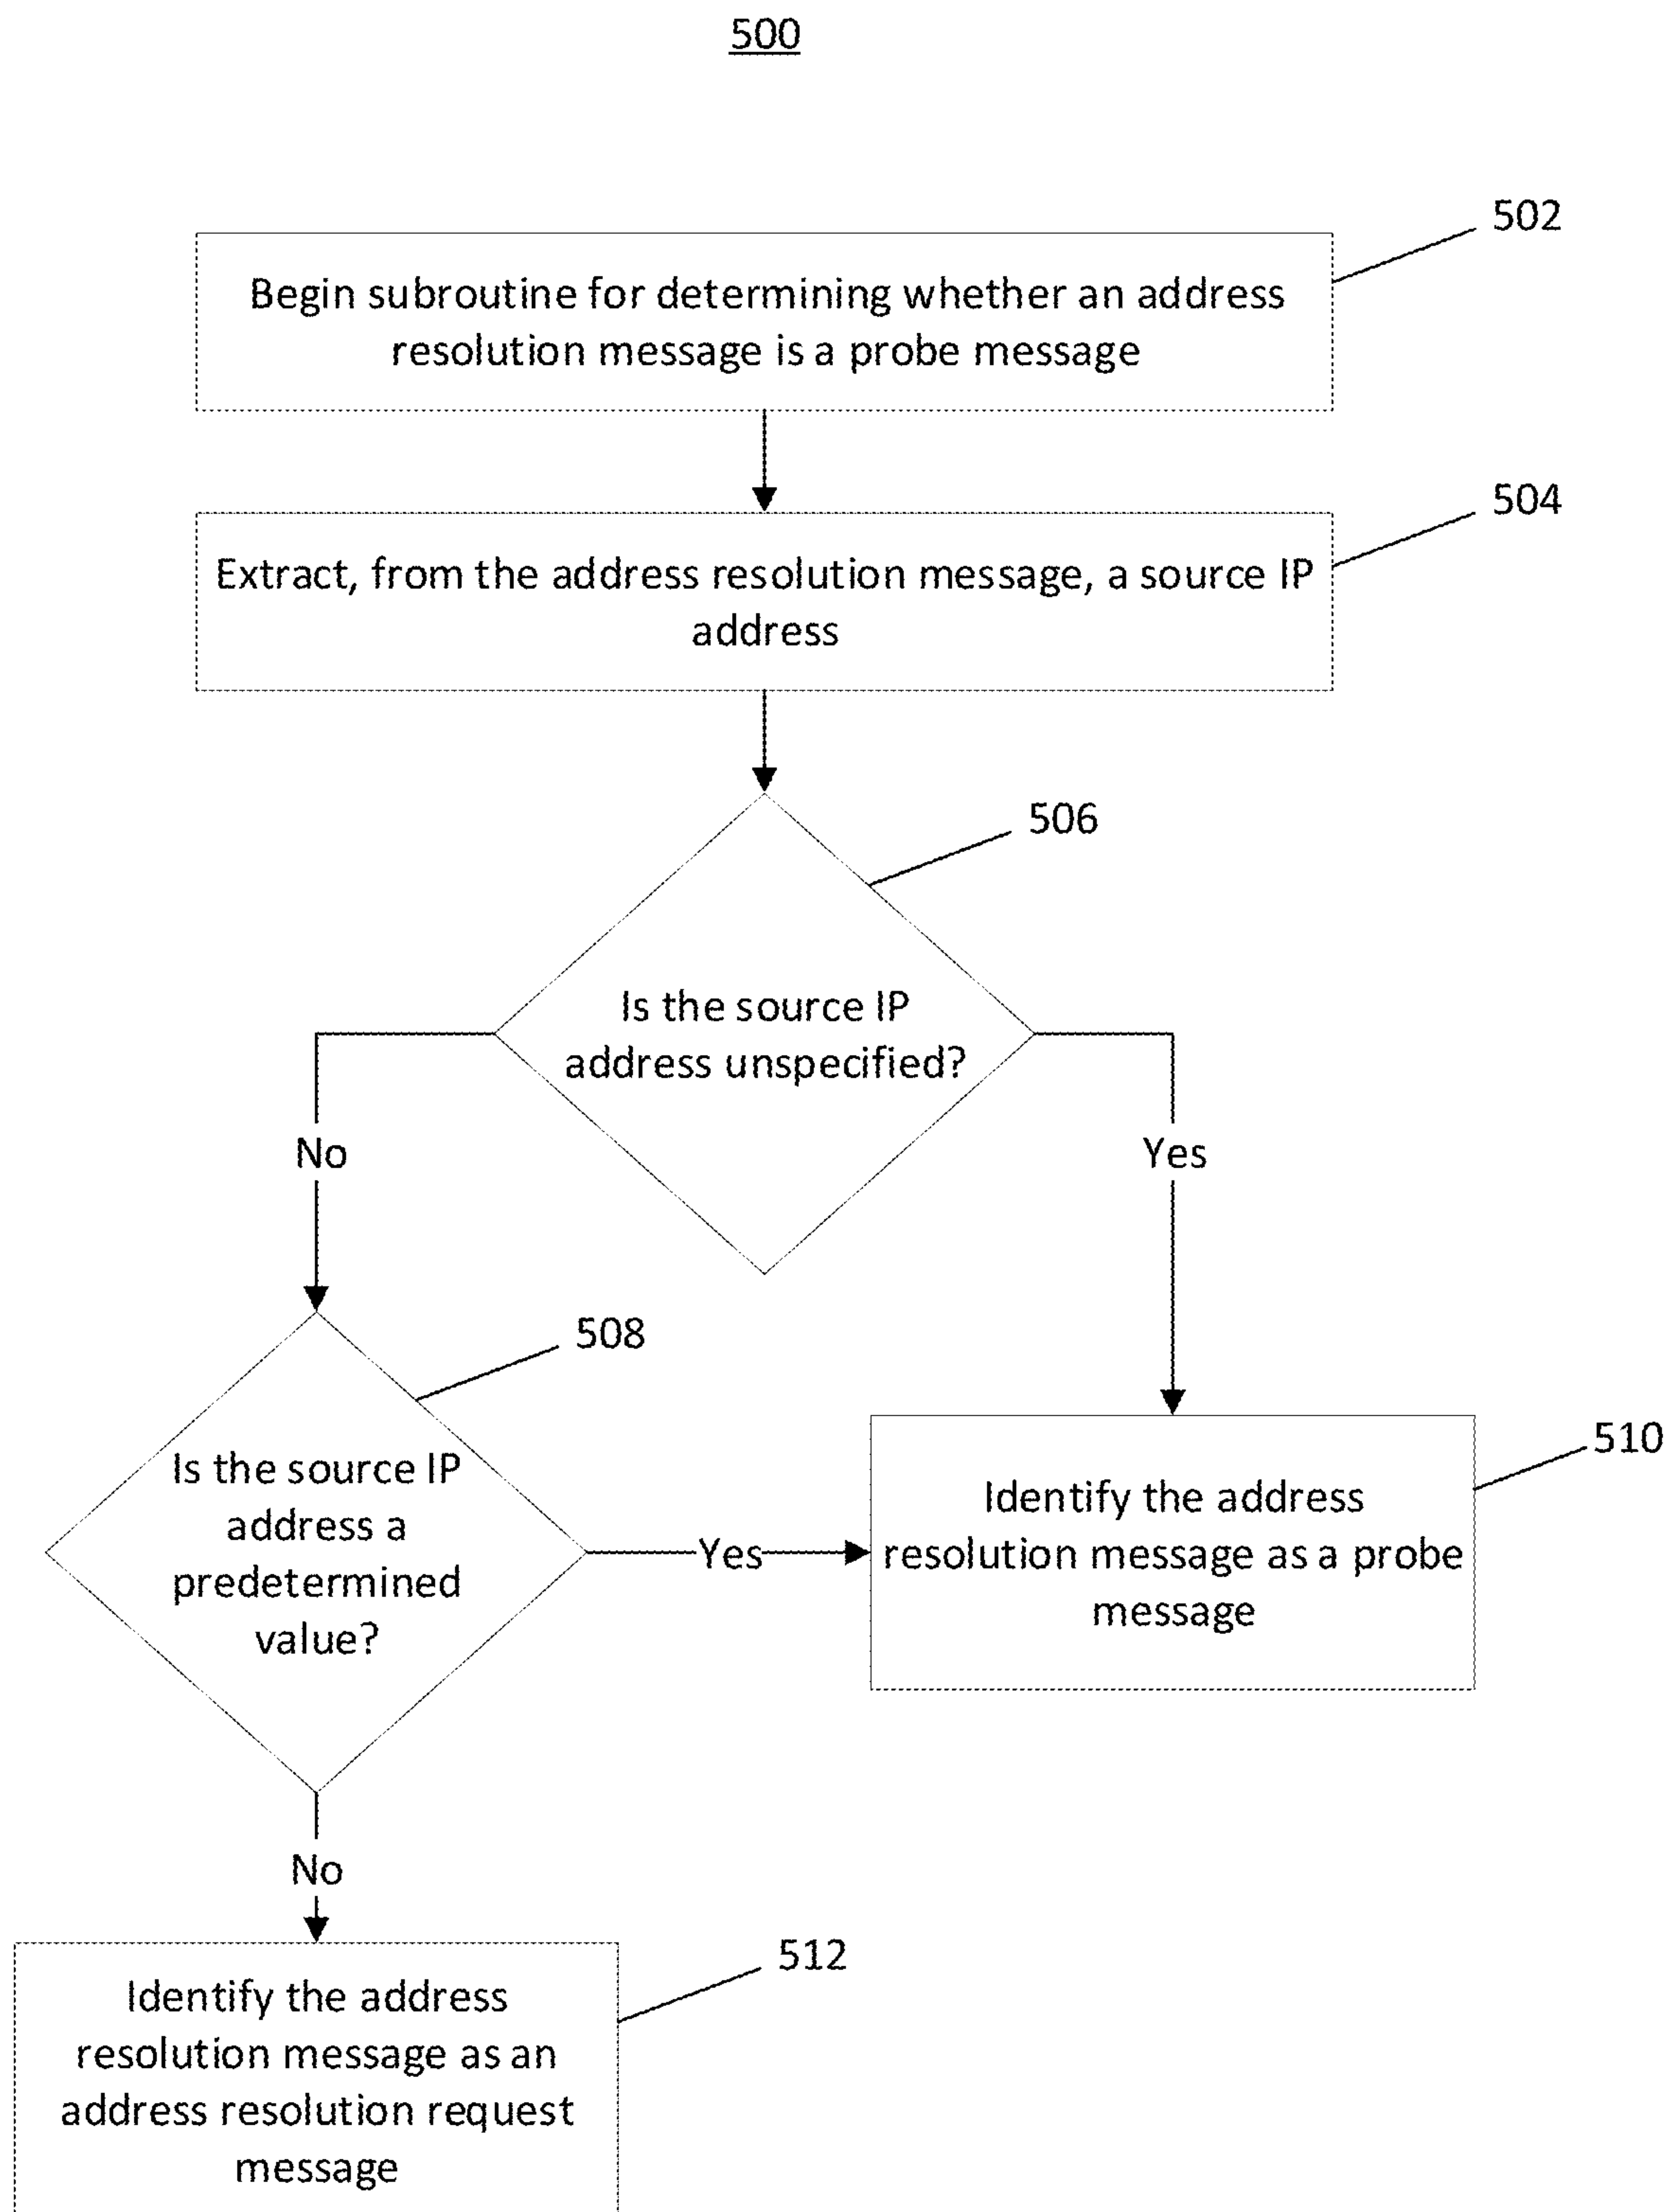 500
502
Begin subroutine for determining whether an address
resolution message is a probe message
504
Extract, from the address resolution message, a source IP
address
506
Is the source IP
address unspecified?
No
Yes
508
Is the source IP
address a
predetermined
value?
Yes
510
Identify the address
resolution message as a probe
message
No
512
Identify the address
resolution message as an
address resolution request
message